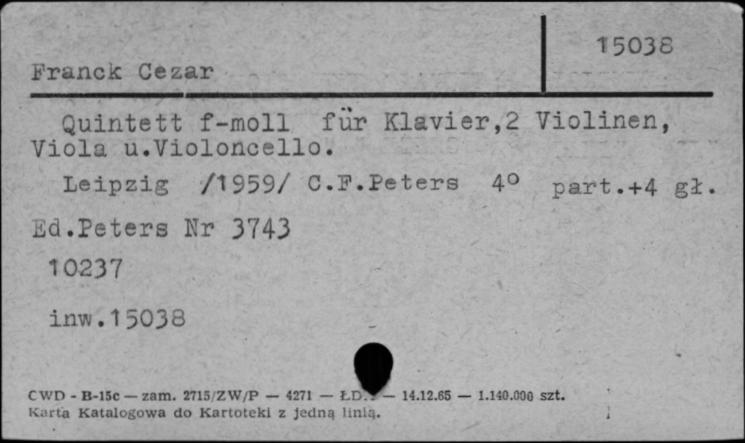 15038
Franck Cezar
Quintett f-moll für Klavier,2 Violinen,
Viola u.Violoncello.
Leipzig /1959/ C.F.Peters 4º part.+4 gł.
Ed.Peters Nr 3743
10237
inw.15038
CWD - B-15c — zam. 2715/ZW/P — 4271 — ŁD. — 14.12.65 — 1.140.000 szt.
Karta Katalogowa do Kartoteki z jedną linią.